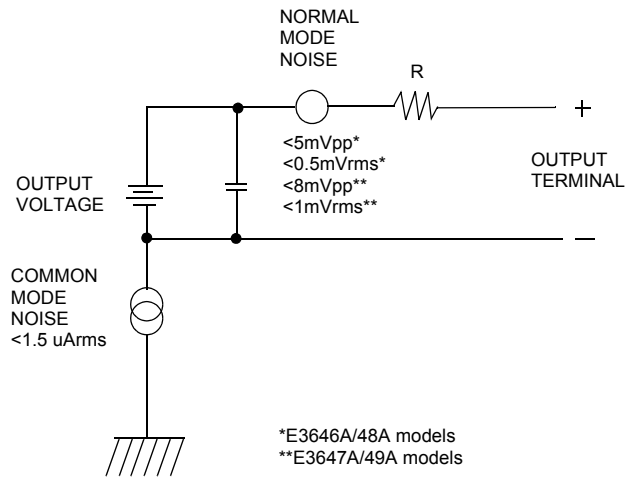 NORMAL
MODE
NOISE
R
+
<5mVpp*
<0.5mVrms*
<8mVpp**
<1mVrms**
OUTPUT
TERMINAL
OUTPUT
VOLTAGE
–
COMMON
MODE
NOISE
<1.5 uArms
*E3646A/48A models
**E3647A/49A models